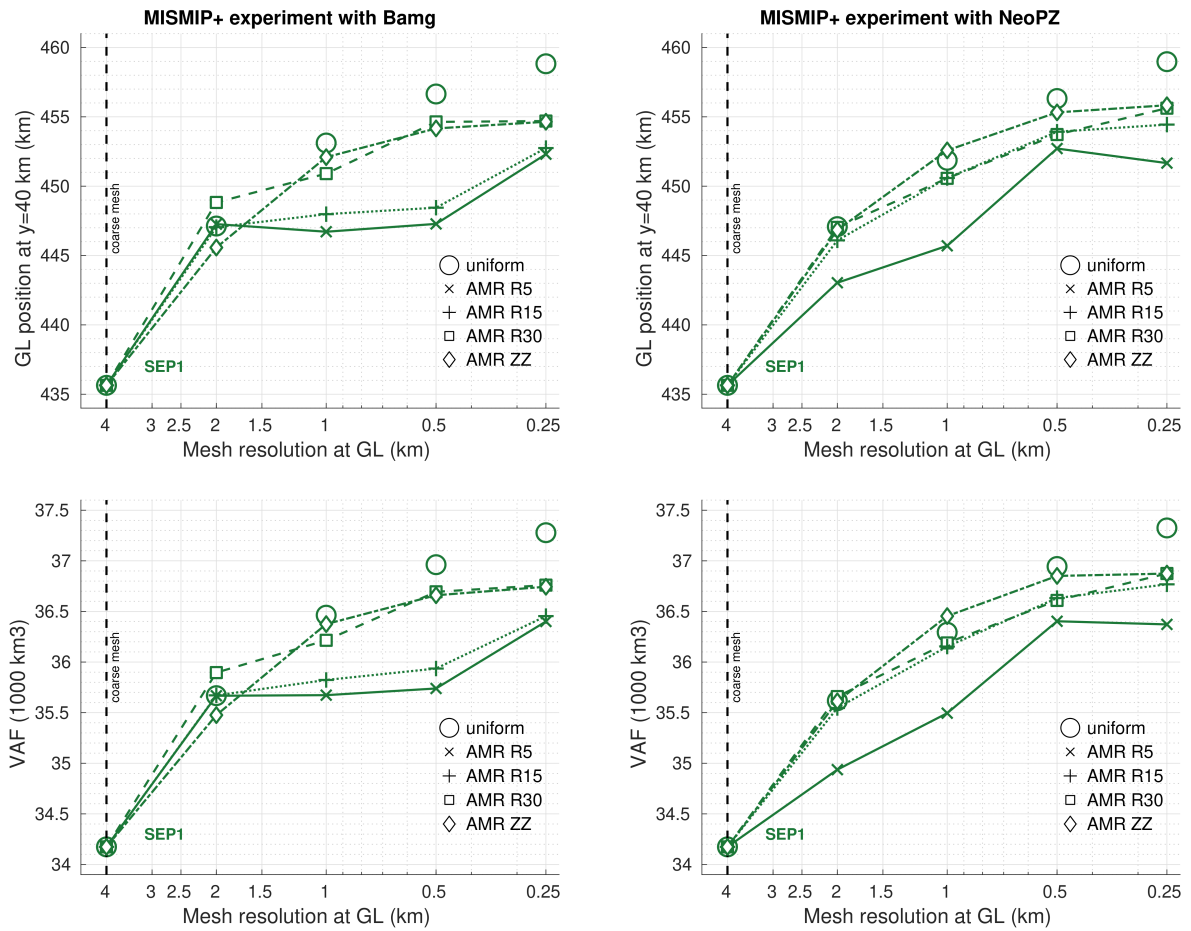 MISMIP+ experiment with Bamg
460
455
450
445
440
435
GL position at y=40 km (km)
coarse mesh
SEP1
uniform
AMR R5
AMR R15
AMR R30
AMR ZZ
4 3 2.5 2 1.5 1 0.5 0.25
Mesh resolution at GL (km)
MISMIP+ experiment with NeoPZ
460
455
450
445
440
435
GL position at y=40 km (km)
coarse mesh
SEP1
uniform
AMR R5
AMR R15
AMR R30
AMR ZZ
4 3 2.5 2 1.5 1 0.5 0.25
Mesh resolution at GL (km)
37.5
37
36.5
36
35.5
35
34.5
34
VAF (1000 km3)
coarse mesh
SEP1
uniform
AMR R5
AMR R15
AMR R30
AMR ZZ
4 3 2.5 2 1.5 1 0.5 0.25
Mesh resolution at GL (km)
37.5
37
36.5
36
35.5
35
34.5
34
VAF (1000 km3)
coarse mesh
SEP1
uniform
AMR R5
AMR R15
AMR R30
AMR ZZ
4 3 2.5 2 1.5 1 0.5 0.25
Mesh resolution at GL (km)